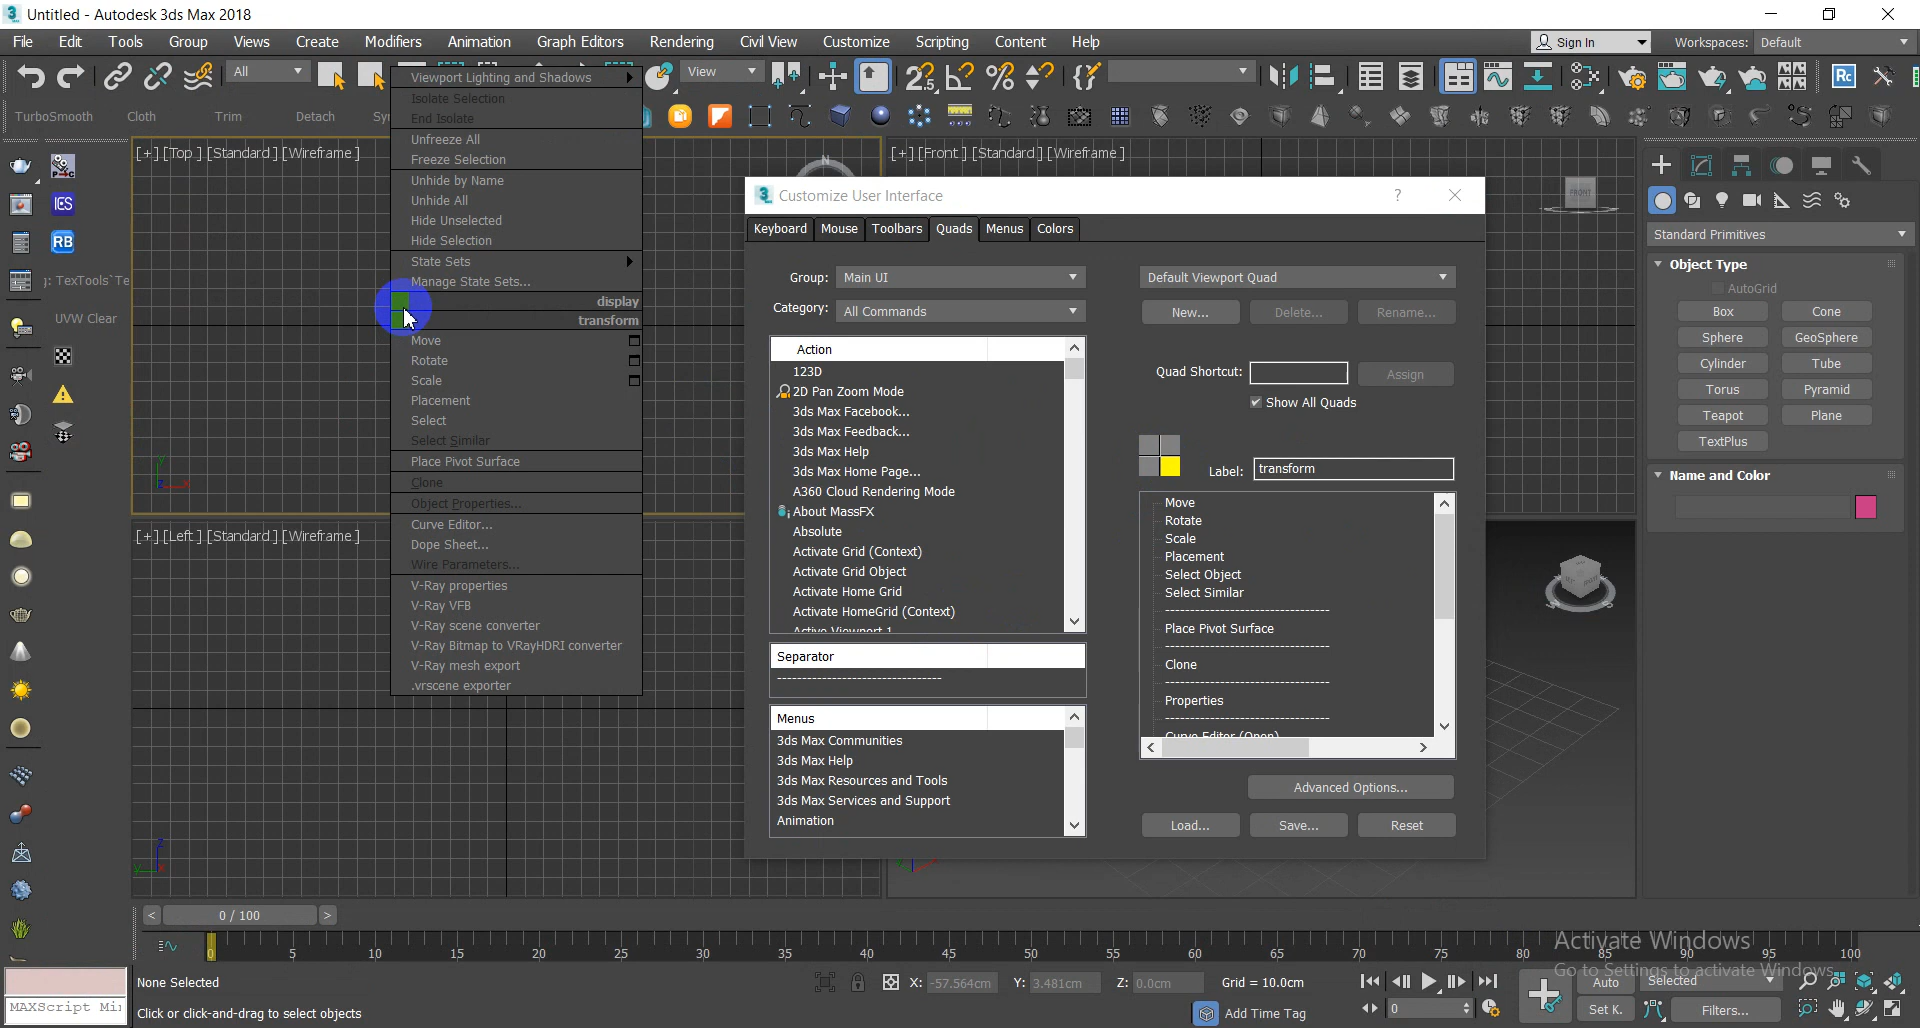 Untitled - Autodesk 3ds Max 2018
File Edit Tools Group Views Create Modifiers Animation Graph Editors Rendering Civil View Customize Scripting Content Help
Sign In Workspaces: Default
All View
TurboSmooth Cloth Trim Detach
[+] [Top ] [Standard ] [Wireframe ]
[+] [Front ] [Standard ] [Wireframe ]
[+] [Left ] [Standard ] [Wireframe ]
N
FRONT
ICS
RB
UVW Clear
Viewport Lighting and Shadows
Isolate Selection
End Isolate
Unfreeze All
Freeze Selection
Unhide by Name
Unhide All
Hide Unselected
Hide Selection
State Sets
Manage State Sets...
display
transform
Move
Rotate
Scale
Placement
Select
Select Similar
Place Pivot Surface
Clone
Object Properties...
Curve Editor...
Dope Sheet...
Wire Parameters...
V-Ray properties
V-Ray VFB
V-Ray scene converter
V-Ray Bitmap to VRayHDRI converter
V-Ray mesh export
.vrscene exporter
Customize User Interface ?
Keyboard Mouse Toolbars Quads Menus Colors
Group: Main UI
Category: All Commands
Action
123D
2D Pan Zoom Mode
3ds Max Facebook...
3ds Max Feedback...
3ds Max Help
3ds Max Home Page...
A360 Cloud Rendering Mode
About MassFX
Absolute
Activate Grid (Context)
Activate Grid Object
Activate Home Grid
Activate HomeGrid (Context)
Active Viewport 1
Separator
---------------------------------
Menus
3ds Max Communities
3ds Max Help
3ds Max Resources and Tools
3ds Max Services and Support
Animation
Default Viewport Quad
New... Delete... Rename...
Quad Shortcut: Assign
Show All Quads
Label: transform
Move
Rotate
Scale
Placement
Select Object
Select Similar
---------------------------------
Place Pivot Surface
---------------------------------
Clone
---------------------------------
Properties
---------------------------------
Curve Editor (Open)
Advanced Options...
Load... Save... Reset
Standard Primitives
Object Type
AutoGrid
Box Cone
Sphere GeoSphere
Cylinder Tube
Torus Pyramid
Teapot Plane
TextPlus
Name and Color
< 0 / 100 >
0 5 10 15 20 25 30 35 40 45 50 55 60 65 70 75 80 85 90 95 100
Activate Windows
Go to Settings to activate Windows.
None Selected
X: -57.564cm Y: 3.481cm Z: 0.0cm Grid = 10.0cm
Auto Selected
MAXScript Mi
Click or click-and-drag to select objects
Add Time Tag
0
Set K. Filters...